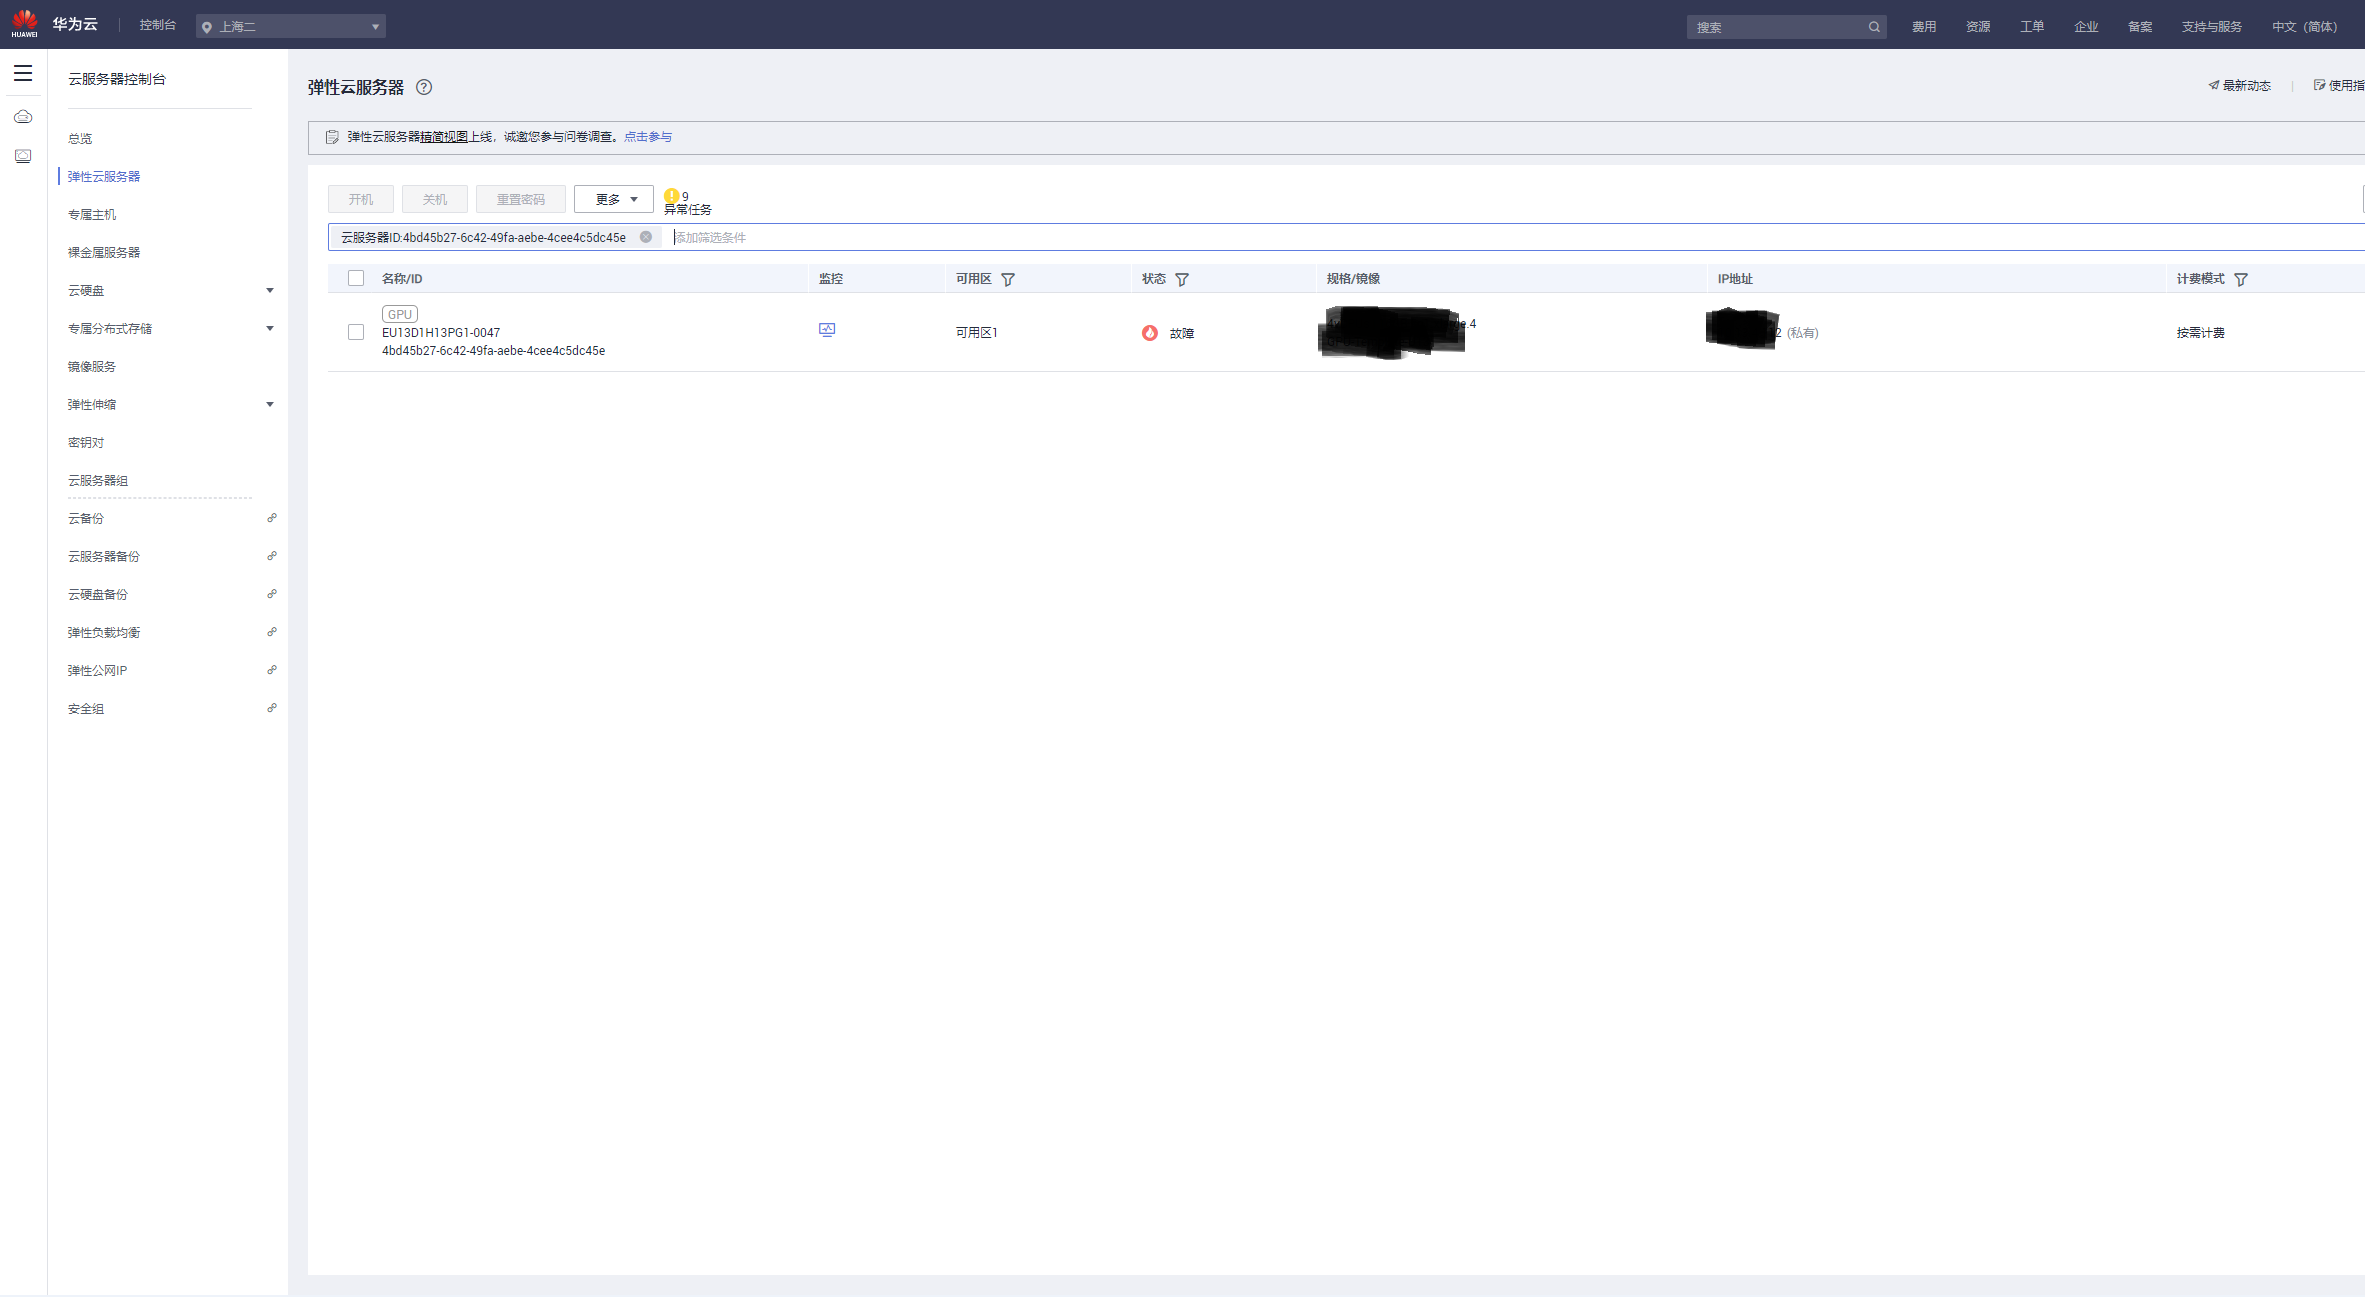 HUAWEI
华为云
控制台
上海二
搜索
费用
资源
工单
企业
备案
支持与服务
中文（简体）
云服务器控制台
总览
弹性云服务器
专属主机
裸金属服务器
云硬盘
专属分布式存储
镜像服务
弹性伸缩
密钥对
云服务器组
云备份
云服务器备份
云硬盘备份
弹性负载均衡
弹性公网IP
安全组
弹性云服务器
最新动态
使用指
弹性云服务器精简视图上线，诚邀您参与问卷调查。点击参与
开机
关机
重置密码
更多
9
异常任务
云服务器ID:4bd45b27-6c42-49fa-aebe-4cee4c5dc45e
添加筛选条件
名称/ID
监控
可用区
状态
规格/镜像
IP地址
计费模式
GPU
EU13D1H13PG1-0047
4bd45b27-6c42-49fa-aebe-4cee4c5dc45e
可用区1
故障
e.4
2 (私有)
按需计费